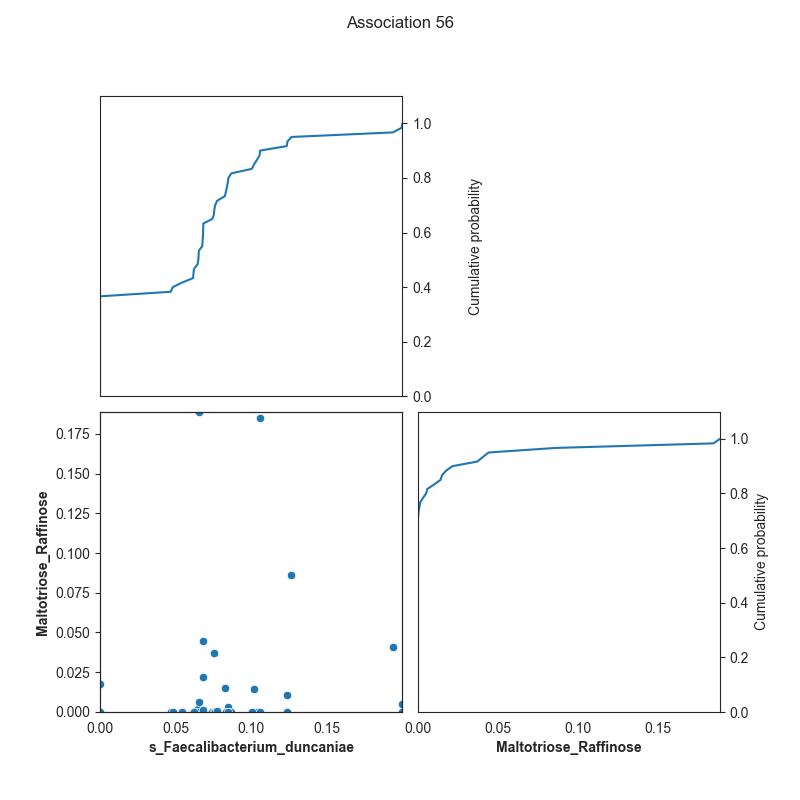 Association 56
1.0
0.8
0.6
0.4
0.2
0.0
Cumulative probability
0.175
0.150
0.125
0.100
0.075
0.050
0.025
0.000
Maltotriose_Raffinose
0.00 0.05 0.10 0.15
s_Faecalibacterium_duncaniae
1.0
0.8
0.6
0.4
0.2
0.0
Cumulative probability
0.00 0.05 0.10 0.15
Maltotriose_Raffinose